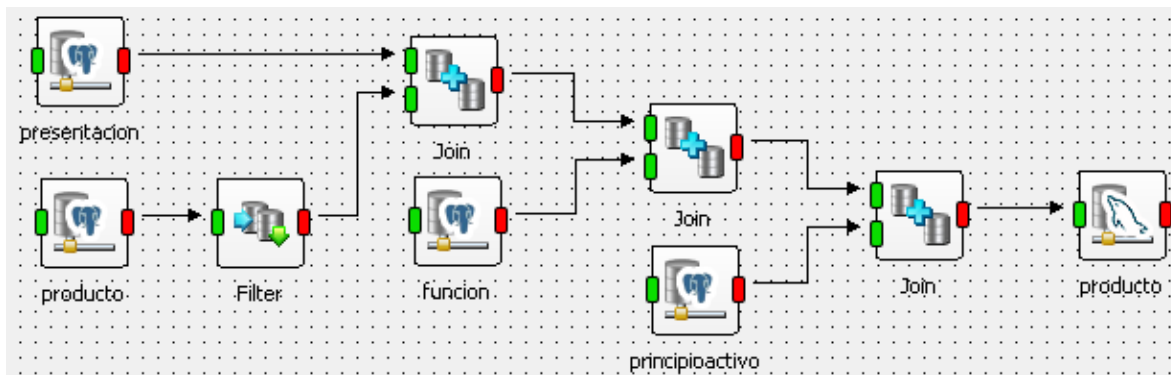 presentacion
Join
producto
Filter
funcion
Join
principioactivo
Join
producto